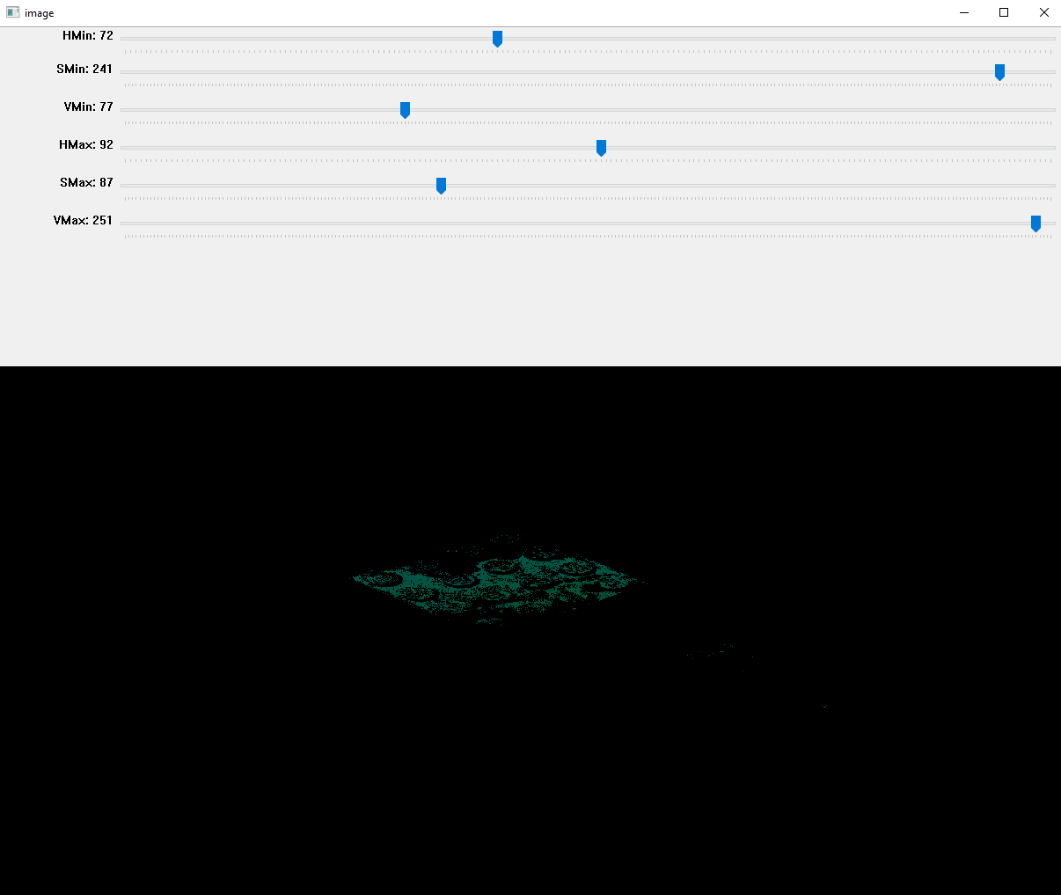 image
HMin: 72
SMin: 241
VMin: 77
HMax: 92
SMax: 87
VMax: 251